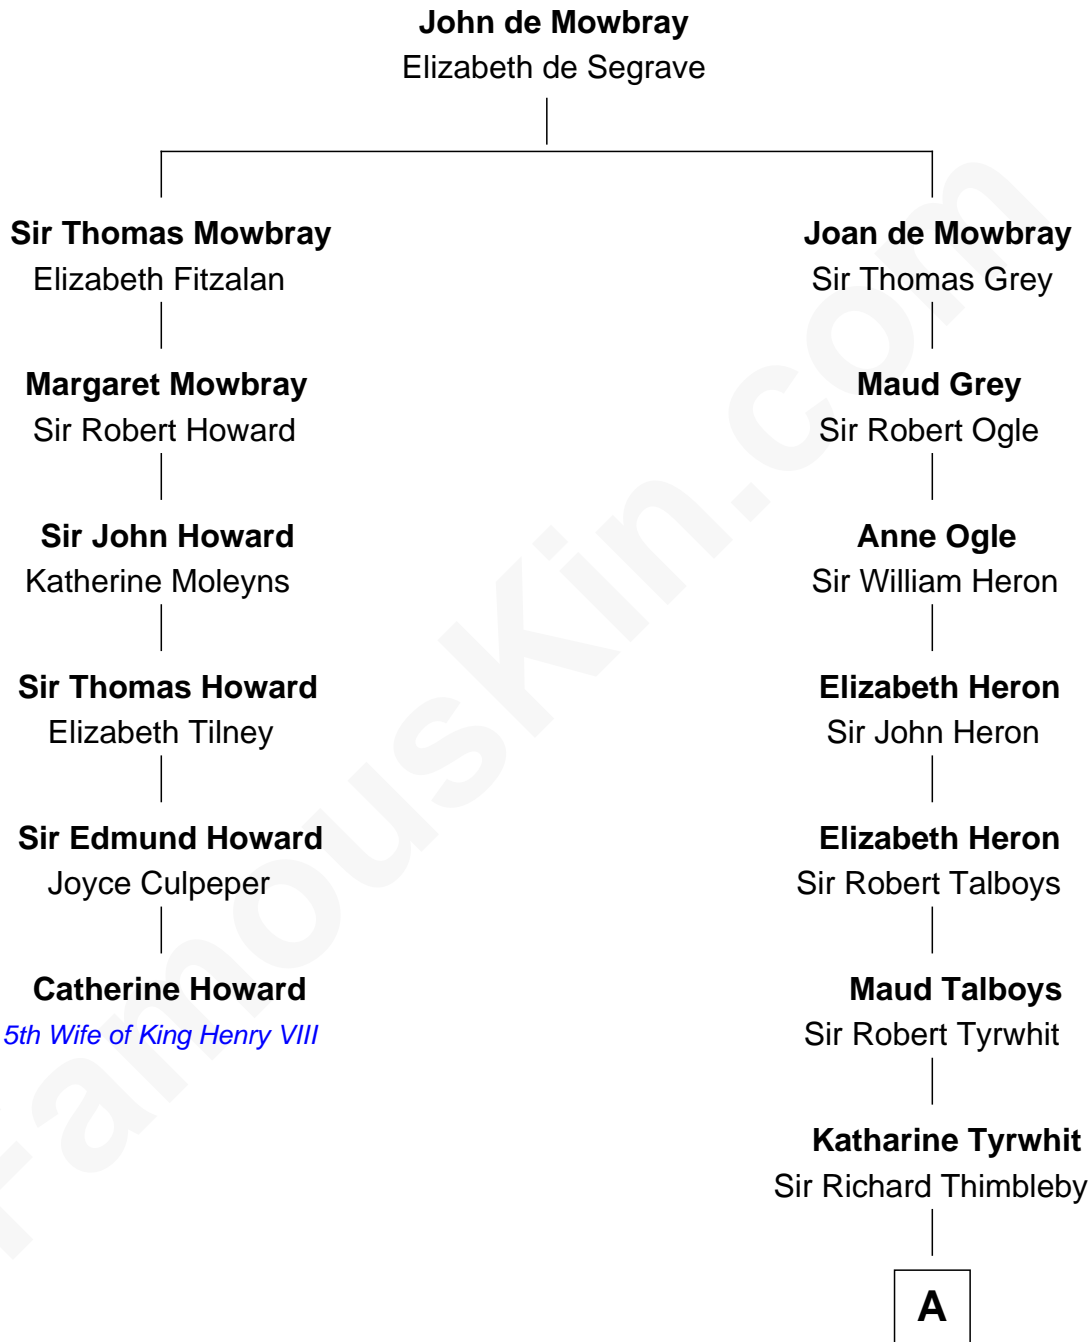 John de Mowbray
Elizabeth de Segrave
Sir Thomas Mowbray
Elizabeth Fitzalan
Margaret Mowbray
Sir Robert Howard
Sir John Howard
Katherine Moleyns
Sir Thomas Howard
Elizabeth Tilney
Sir Edmund Howard
Joyce Culpeper
Catherine Howard
5th Wife of King Henry VIII
Joan de Mowbray
Sir Thomas Grey
Maud Grey
Sir Robert Ogle
Anne Ogle
Sir William Heron
Elizabeth Heron
Sir John Heron
Elizabeth Heron
Sir Robert Talboys
Maud Talboys
Sir Robert Tyrwhit
Katharine Tyrwhit
Sir Richard Thimbleby
A
FamousKin.com